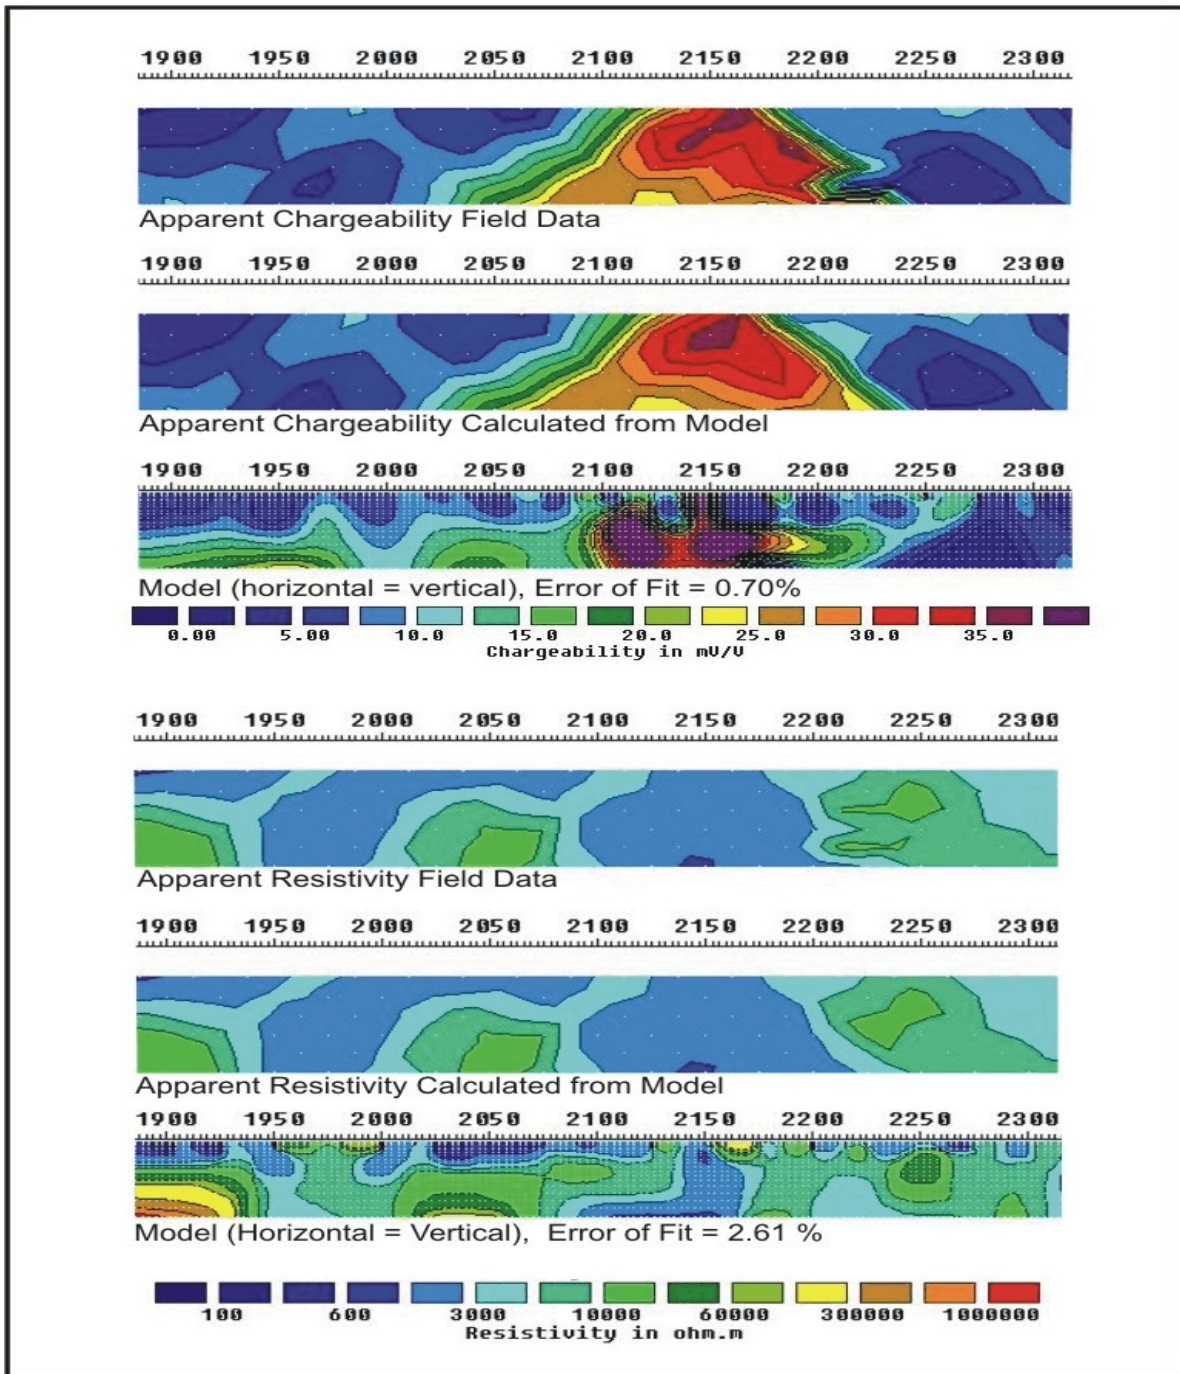 1900 1950 2000 2050 2100 2150 2200 2250 2300
Apparent Chargeability Field Data
1900 1950 2000 2050 2100 2150 2200 2250 2300
Apparent Chargeability Calculated from Model
1900 1950 2000 2050 2100 2150 2200 2250 2300
Model (horizontal = vertical), Error of Fit = 0.70%
0.00 5.00 10.0 15.0 20.0 25.0 30.0 35.0
Chargeability in mV/V
1900 1950 2000 2050 2100 2150 2200 2250 2300
Apparent Resistivity Field Data
1900 1950 2000 2050 2100 2150 2200 2250 2300
Apparent Resistivity Calculated from Model
1900 1950 2000 2050 2100 2150 2200 2250 2300
Model (Horizontal = Vertical), Error of Fit = 2.61 %
100 600 3000 10000 60000 300000 1000000
Resistivity in ohm.m